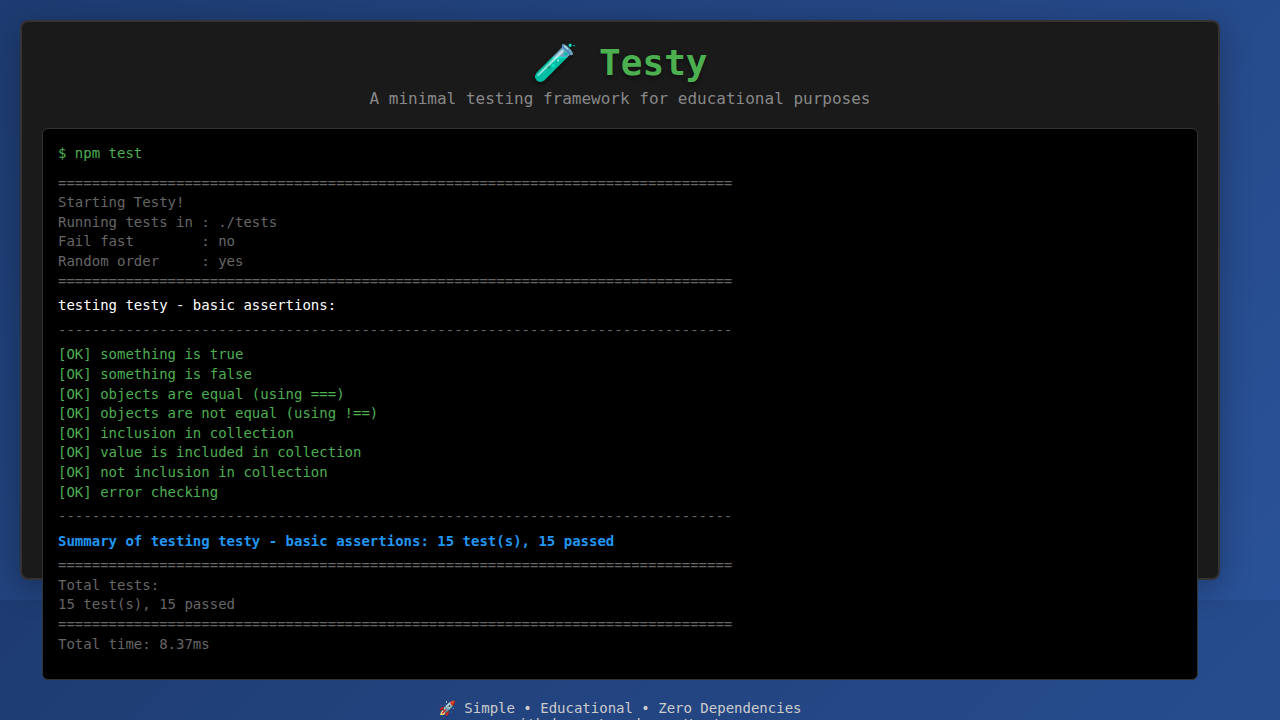 🧪 Testy
A minimal testing framework for educational purposes
$ npm test
================================================================================
Starting Testy!
Running tests in : ./tests
Fail fast        : no
Random order     : yes
================================================================================
testing testy - basic assertions:
--------------------------------------------------------------------------------
[OK] something is true
[OK] something is false
[OK] objects are equal (using ===)
[OK] objects are not equal (using !==)
[OK] inclusion in collection
[OK] value is included in collection
[OK] not inclusion in collection
[OK] error checking
--------------------------------------------------------------------------------
Summary of testing testy - basic assertions: 15 test(s), 15 passed
================================================================================
Total tests:
15 test(s), 15 passed
================================================================================
Total time: 8.37ms
🚀 Simple • Educational • Zero Dependencies